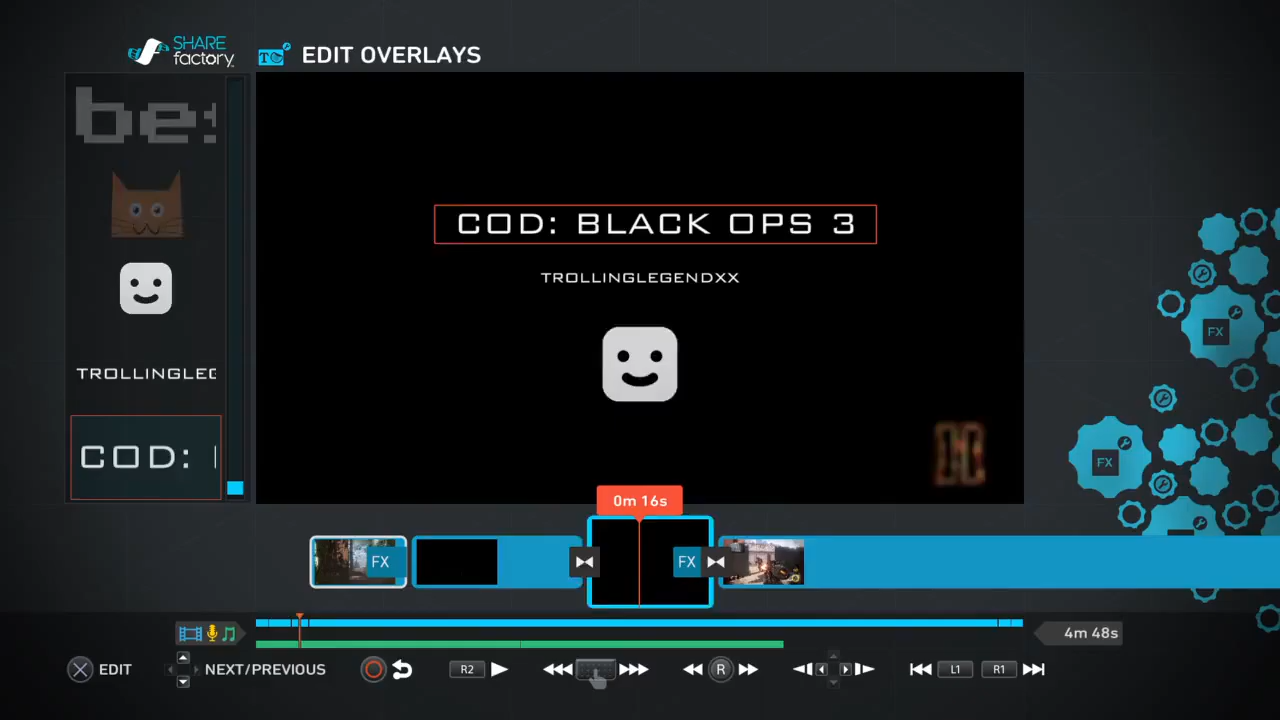 SHARE
factory
EDIT OVERLAYS
be
COD: BLACK OPS 3
TROLLINGLEGENDXX
TROLLINGLEG
COD:
FX
FX
0m 16s
FX
FX
4m 48s
EDIT
NEXT/PREVIOUS
R2
R
L1
R1